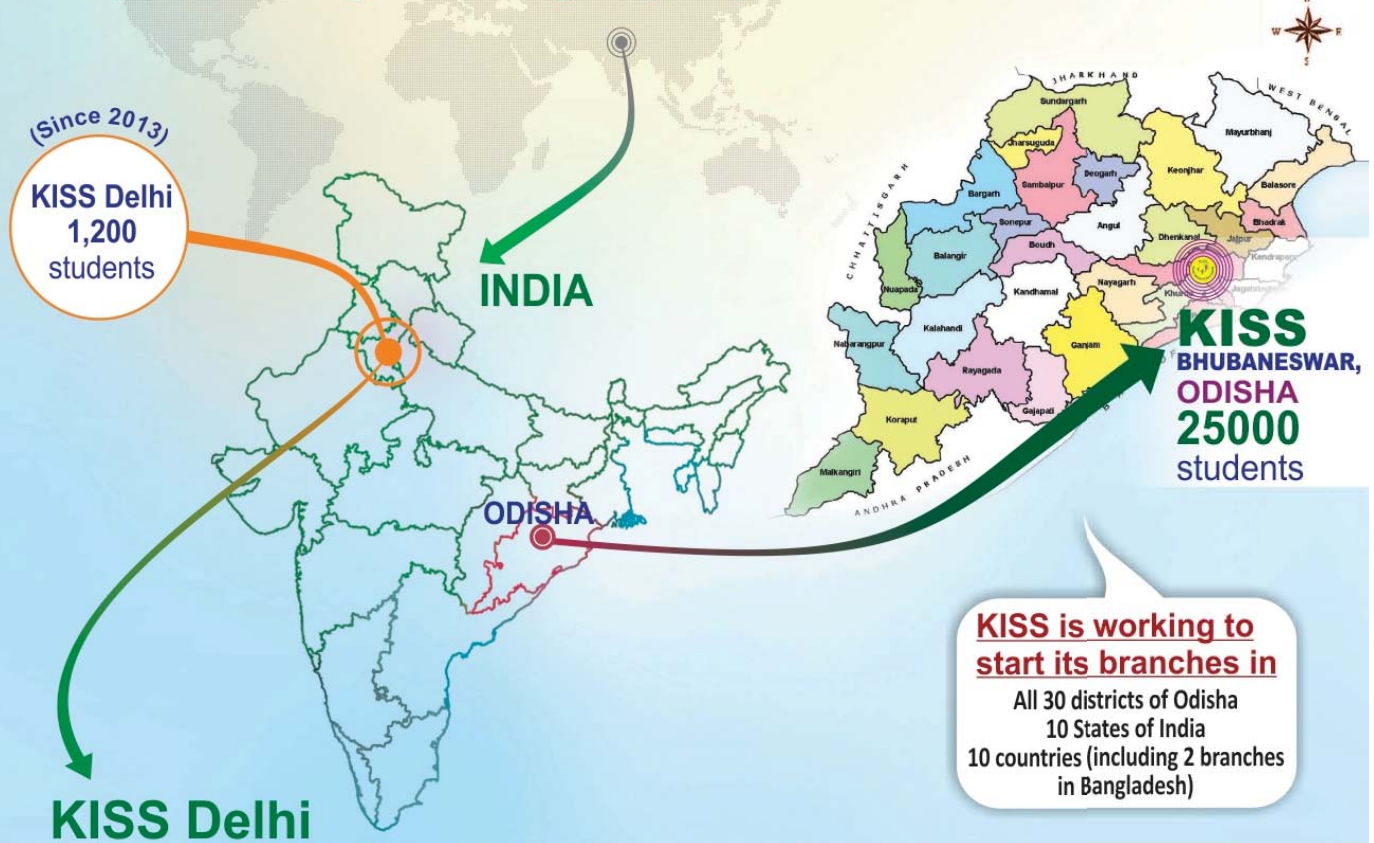 (Since 2013)
KISS Delhi
1,200
students
INDIA
ODISHA
KISS Delhi
W
E
S
JHARKHAND
WEST BENGAL
CHHATISGARH
ANDHRA PRADESH
Sundargarh
Jharsuguda
Sambalpur
Deogarh
Keonjhar
Mayurbhanj
Balasore
Bhadrak
Bargarh
Sonepur
Angul
Dhenkanal
Jajpur
Balangir
Boudh
Nuapada
Kandhamal
Nayagarh
Kalahandi
Nabarangpur
Rayagada
Ganjam
Gajapati
Koraput
Malkangiri
KISS
BHUBANESWAR,
ODISHA
25000
students
KISS is working to
start its branches in
All 30 districts of Odisha
10 States of India
10 countries (including 2 branches
in Bangladesh)